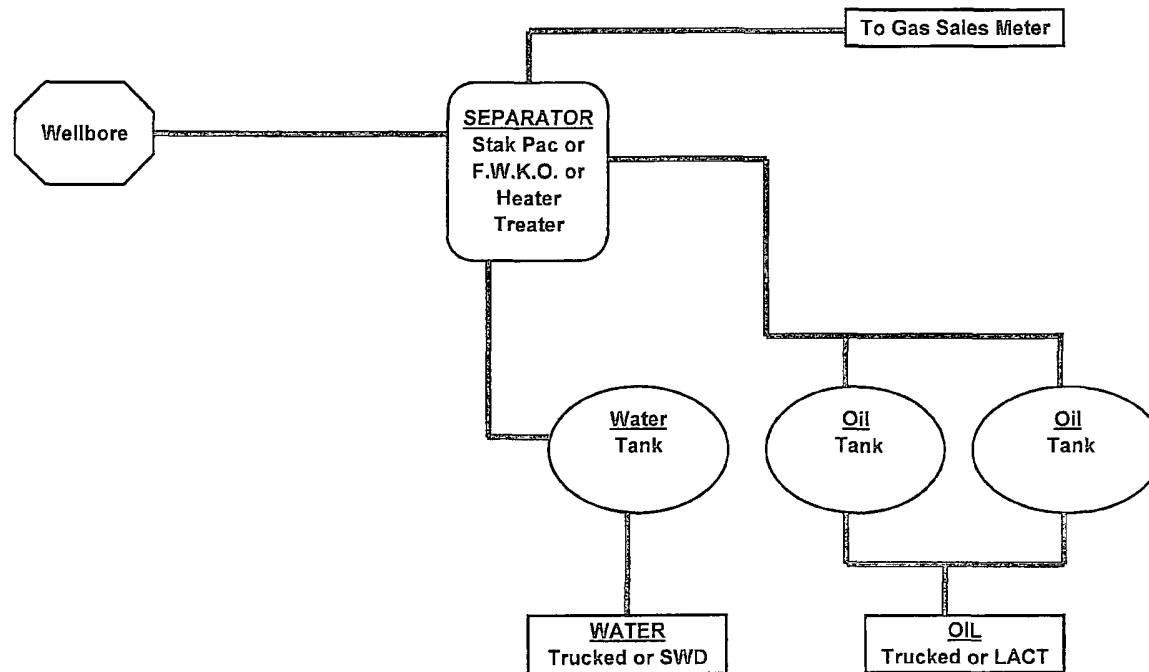 To Gas Sales Meter
Wellbore
SEPARATOR
Stak Pac or
F.W.K.O. or
Heater
Treater
Water
Tank
Oil
Tank
Oil
Tank
WATER
Trucked or SWD
OIL
Trucked or LACT